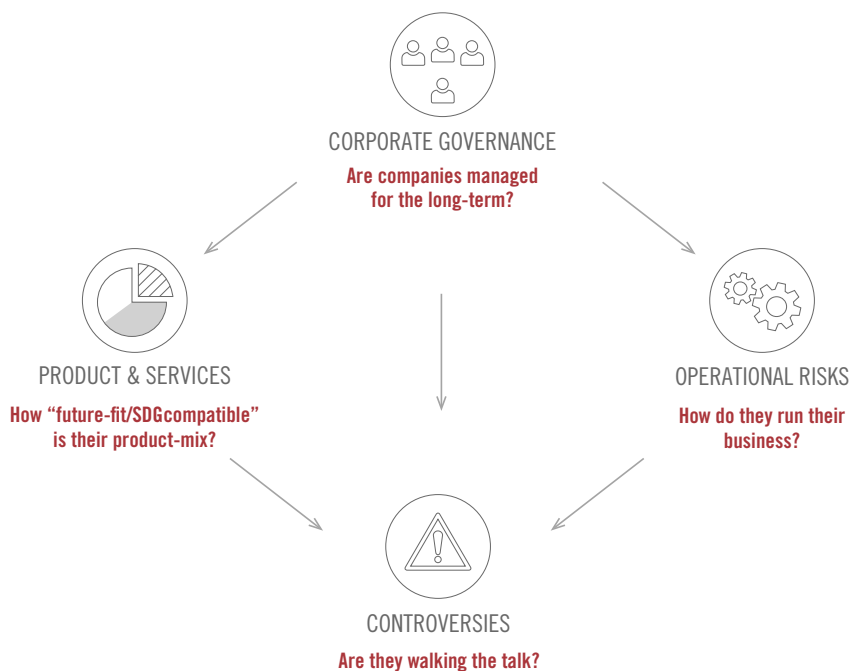 CORPORATE GOVERNANCE
Are companies managed
for the long-term?
PRODUCT & SERVICES
How “future-fit/SDGcompatible”
is their product-mix?
OPERATIONAL RISKS
How do they run their
business?
CONTROVERSIES
Are they walking the talk?